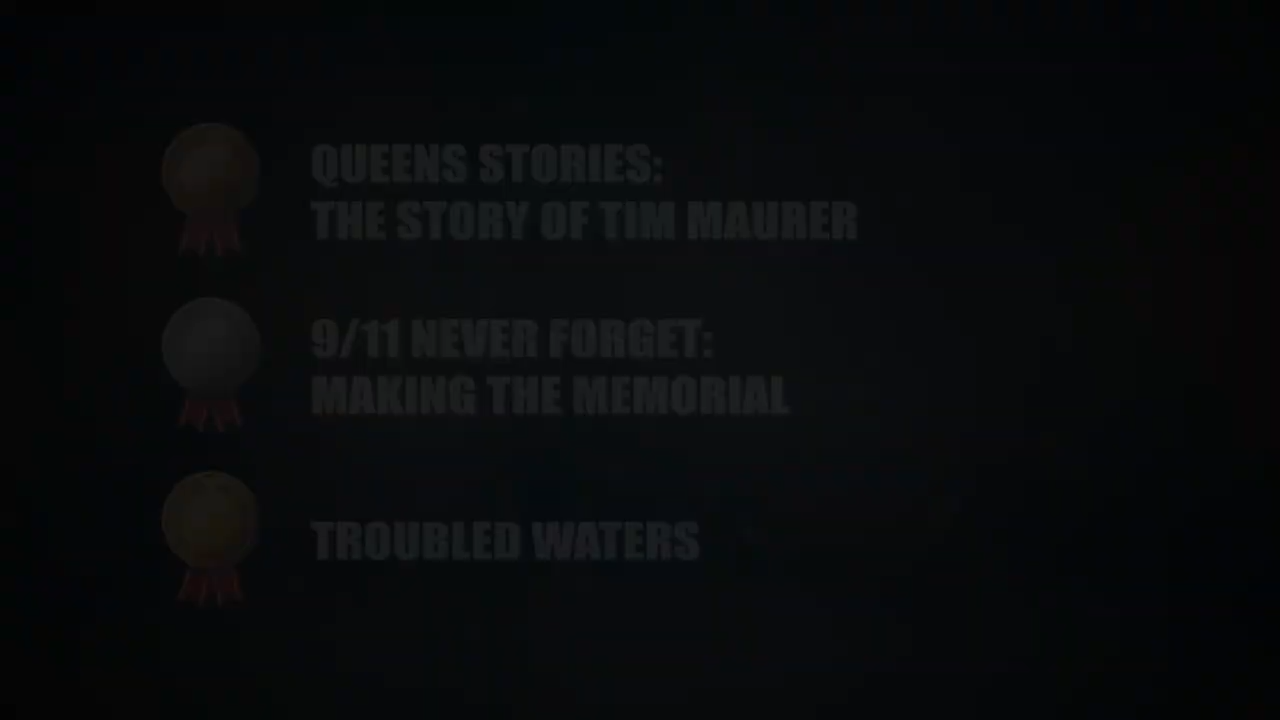 QUEENS STORIES:
THE STORY OF TIM MAURER
9/11 NEVER FORGET:
MAKING THE MEMORIAL
TROUBLED WATERS